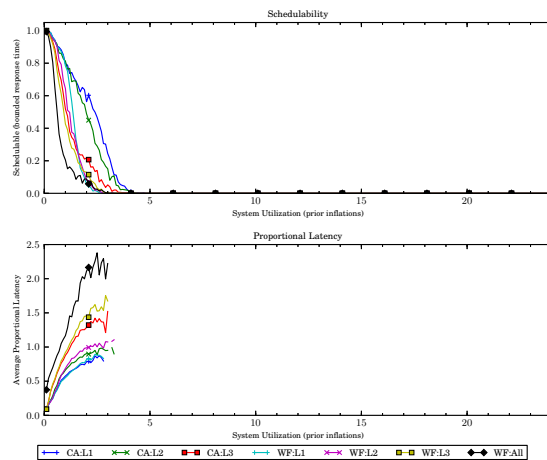 Schedulability
Schedulable (bounded response time)
1.0
0.8
0.6
0.4
0.2
0.0
0 5 10 15 20
System Utilization (prior inflations)
Proportional Latency
Average Proportional Latency
2.5
2.0
1.5
1.0
0.5
0.0
0 5 10 15 20
System Utilization (prior inflations)
CA:L1 CA:L2 CA:L3 WF:L1 WF:L2 WF:L3 WF:All